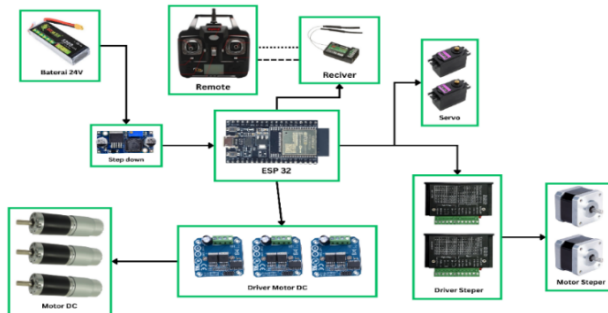 Baterai 24V
Remote
Reciver
Servo
Step down
ESP 32
Motor DC
Driver Motor DC
Driver Steper
Motor Steper